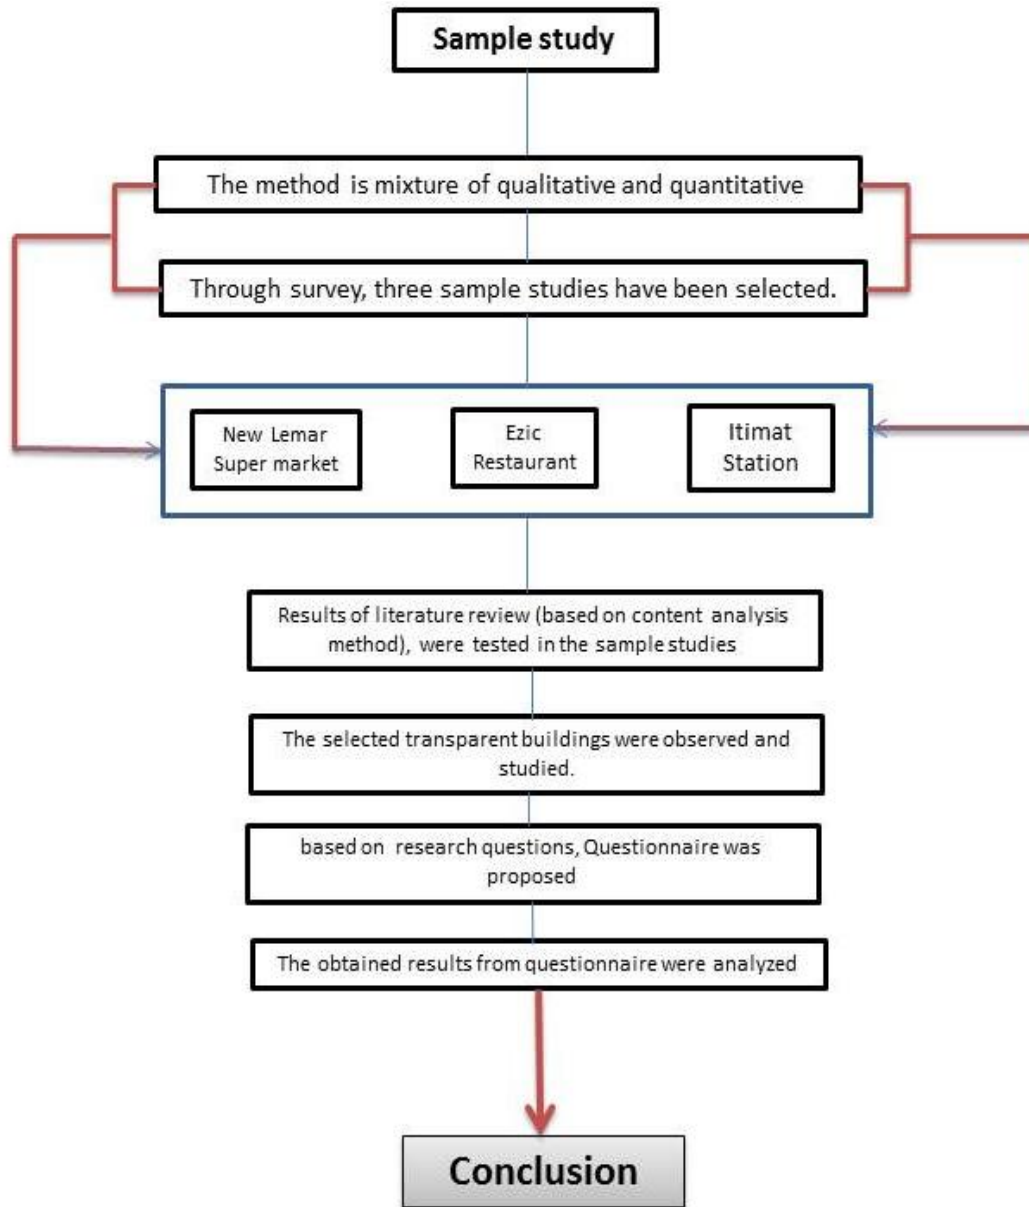 Sample study
The method is mixture of qualitative and quantitative
Through survey, three sample studies have been selected.
New Lemar
Super market
Ezic
Restaurant
Itimat
Station
Results of literature review (based on content analysis
method), were tested in the sample studies
The selected transparent buildings were observed and
studied.
based on research questions, Questionnaire was
proposed
The obtained results from questionnaire were analyzed
Conclusion